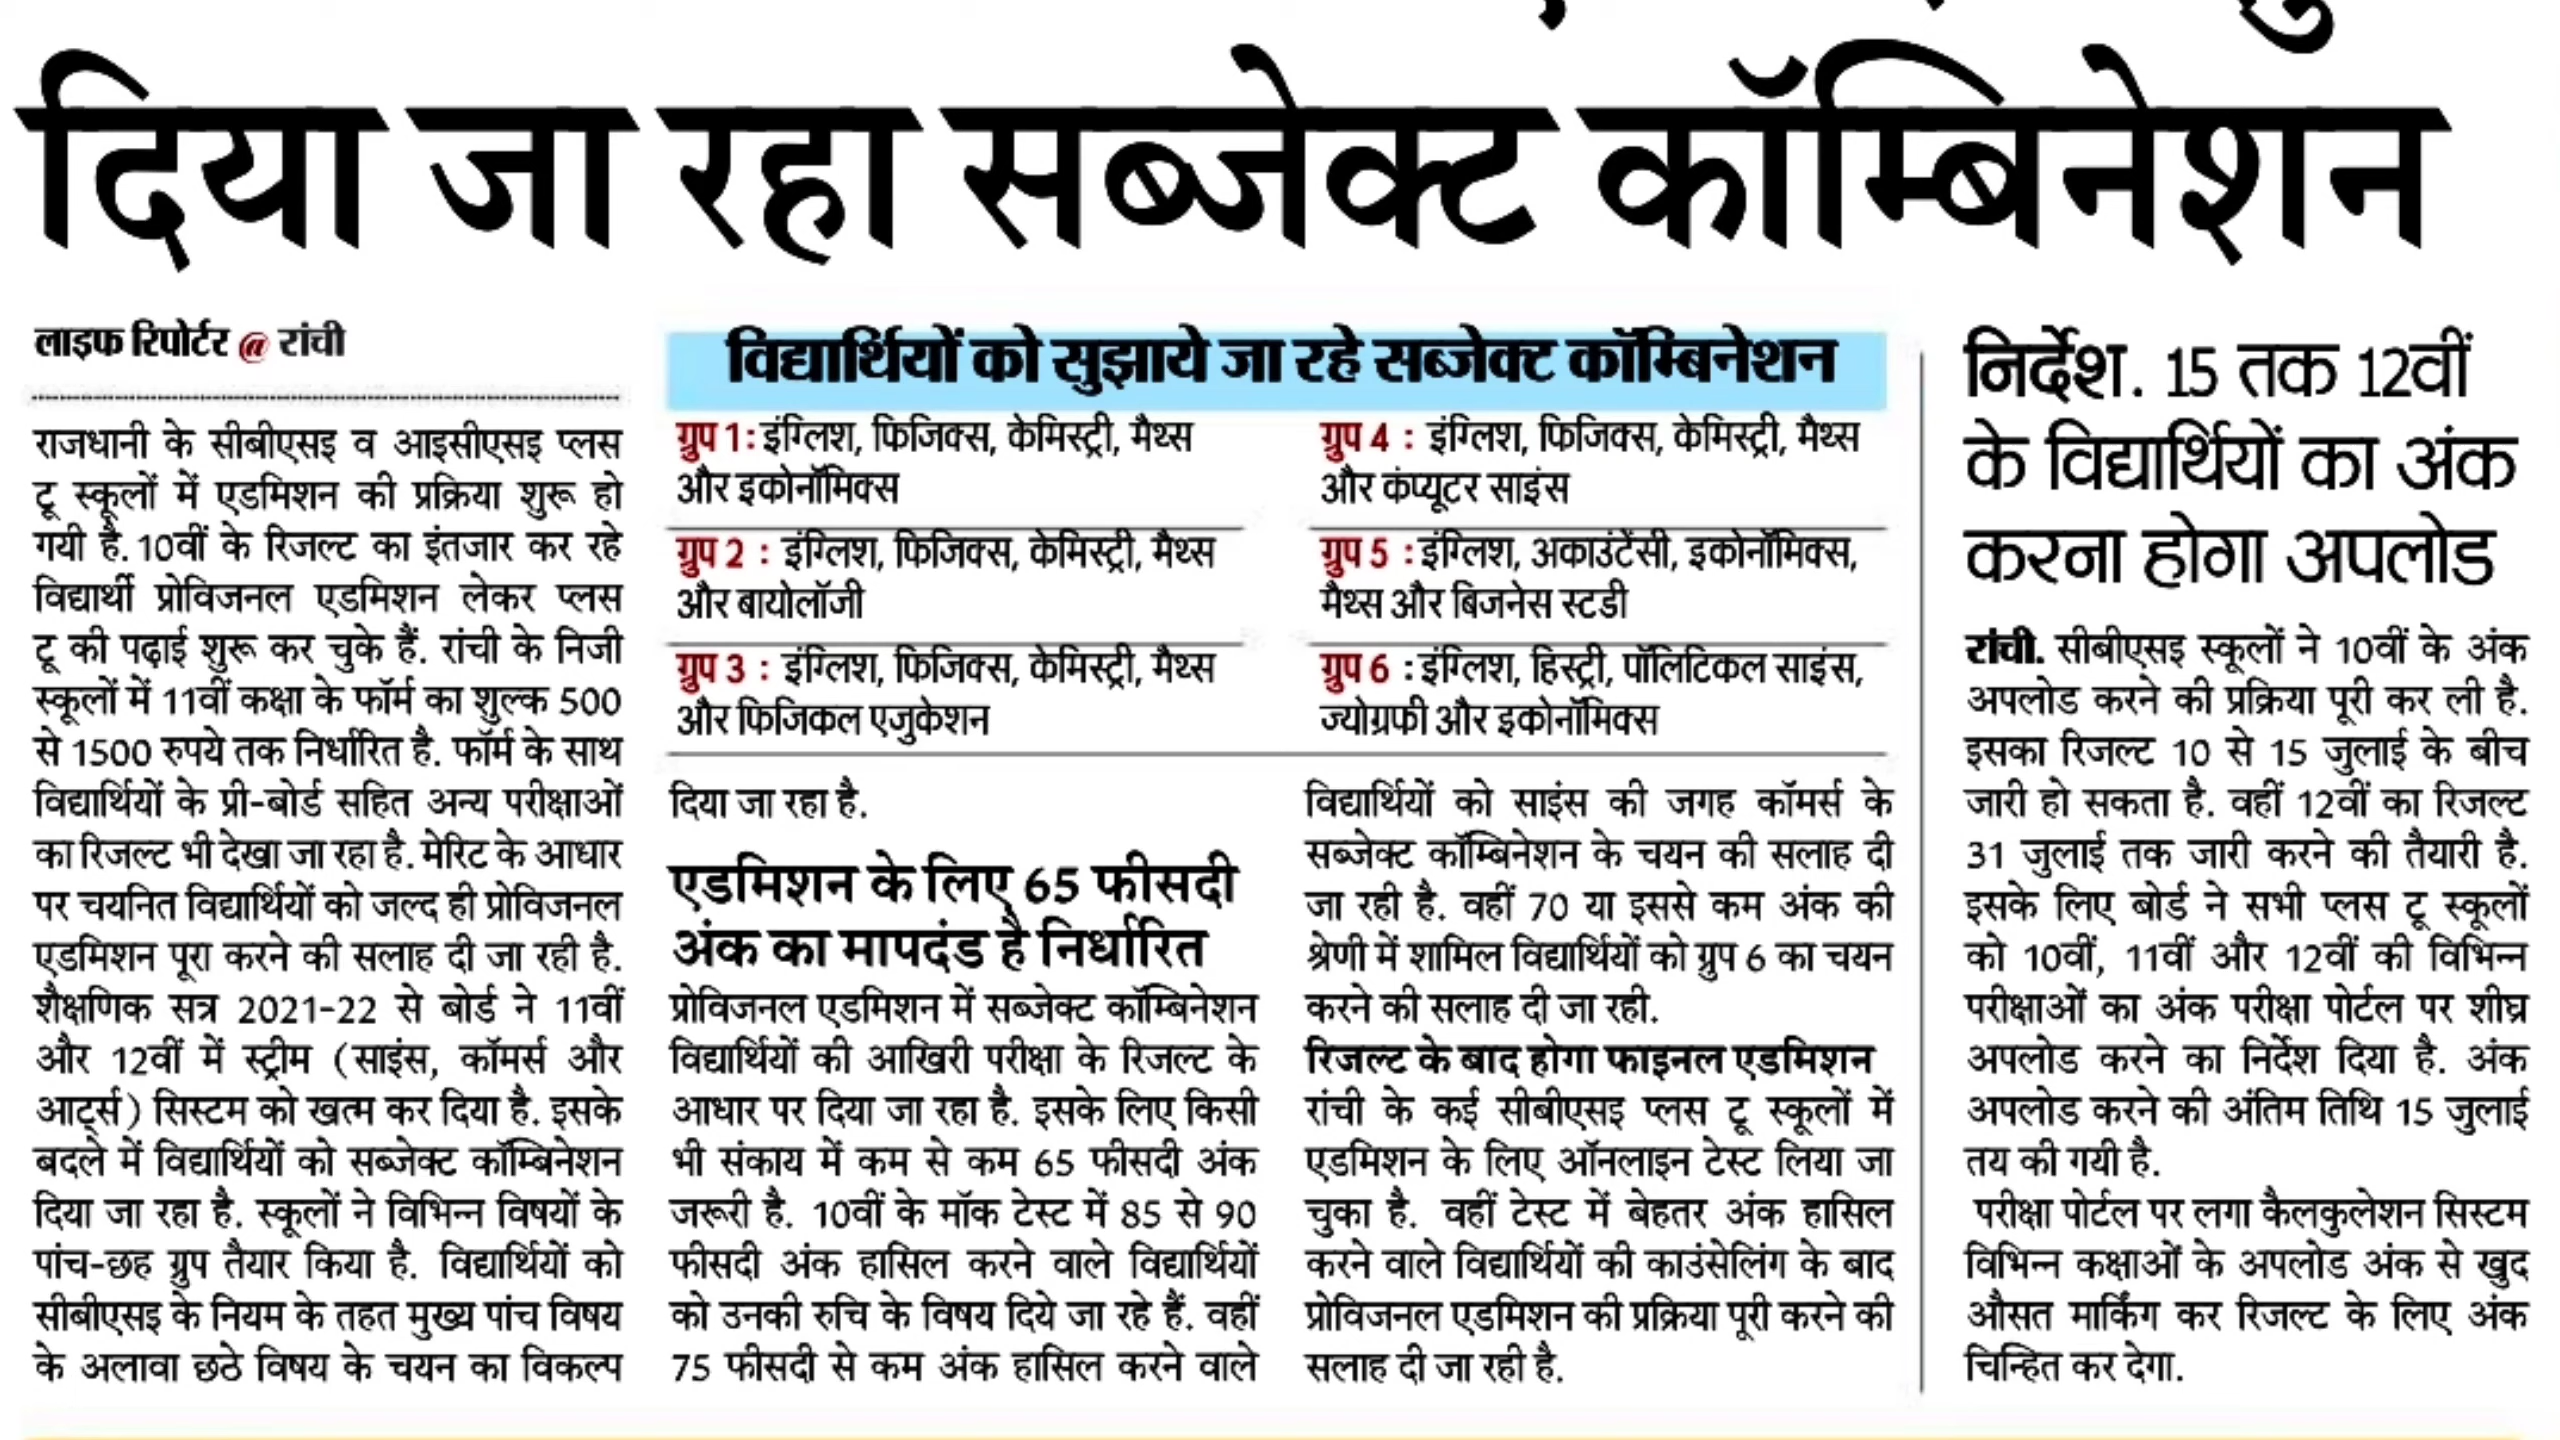 दिया जा रहा सब्जेक्ट कॉम्बिनेशन
लाइफ रिपोर्टर @ रांची
राजधानी के सीबीएसइ व आइसीएसइ प्लस
टू स्कूलों में एडमिशन की प्रक्रिया शुरू हो
गयी है. 10वीं के रिजल्ट का इंतजार कर रहे
विद्यार्थी प्रोविजनल एडमिशन लेकर प्लस
टू की पढ़ाई शुरू कर चुके हैं. रांची के निजी
स्कूलों में 11वीं कक्षा के फॉर्म का शुल्क 500
से 1500 रुपये तक निर्धारित है. फॉर्म के साथ
विद्यार्थियों के प्री-बोर्ड सहित अन्य परीक्षाओं
का रिजल्ट भी देखा जा रहा है. मेरिट के आधार
पर चयनित विद्यार्थियों को जल्द ही प्रोविजनल
एडमिशन पूरा करने की सलाह दी जा रही है.
शैक्षणिक सत्र 2021-22 से बोर्ड ने 11वीं
और 12वीं में स्ट्रीम (साइंस, कॉमर्स और
आर्ट्स) सिस्टम को खत्म कर दिया है. इसके
बदले में विद्यार्थियों को सब्जेक्ट कॉम्बिनेशन
दिया जा रहा है. स्कूलों ने विभिन्न विषयों के
पांच-छह ग्रुप तैयार किया है. विद्यार्थियों को
सीबीएसइ के नियम के तहत मुख्य पांच विषय
के अलावा छठे विषय के चयन का विकल्प
विद्यार्थियों को सुझाये जा रहे सब्जेक्ट कॉम्बिनेशन
ग्रुप 1: इंग्लिश, फिजिक्स, केमिस्ट्री, मैथ्स
और इकोनॉमिक्स
ग्रुप 2 : इंग्लिश, फिजिक्स, केमिस्ट्री, मैथ्स
और बायोलॉजी
ग्रुप 3 : इंग्लिश, फिजिक्स, केमिस्ट्री, मैथ्स
और फिजिकल एजुकेशन
ग्रुप 4 : इंग्लिश, फिजिक्स, केमिस्ट्री, मैथ्स
और कंप्यूटर साइंस
ग्रुप 5 : इंग्लिश, अकाउंटेंसी, इकोनॉमिक्स,
मैथ्स और बिजनेस स्टडी
ग्रुप 6 : इंग्लिश, हिस्ट्री, पॉलिटिकल साइंस,
ज्योग्रफी और इकोनॉमिक्स
दिया जा रहा है.
एडमिशन के लिए 65 फीसदी
अंक का मापदंड है निर्धारित
प्रोविजनल एडमिशन में सब्जेक्ट कॉम्बिनेशन
विद्यार्थियों की आखिरी परीक्षा के रिजल्ट के
आधार पर दिया जा रहा है. इसके लिए किसी
भी संकाय में कम से कम 65 फीसदी अंक
जरूरी है. 10वीं के मॉक टेस्ट में 85 से 90
फीसदी अंक हासिल करने वाले विद्यार्थियों
को उनकी रुचि के विषय दिये जा रहे हैं. वहीं
75 फीसदी से कम अंक हासिल करने वाले
विद्यार्थियों को साइंस की जगह कॉमर्स के
सब्जेक्ट कॉम्बिनेशन के चयन की सलाह दी
जा रही है. वहीं 70 या इससे कम अंक की
श्रेणी में शामिल विद्यार्थियों को ग्रुप 6 का चयन
करने की सलाह दी जा रही.
रिजल्ट के बाद होगा फाइनल एडमिशन
रांची के कई सीबीएसइ प्लस टू स्कूलों में
एडमिशन के लिए ऑनलाइन टेस्ट लिया जा
चुका है. वहीं टेस्ट में बेहतर अंक हासिल
करने वाले विद्यार्थियों की काउंसेलिंग के बाद
प्रोविजनल एडमिशन की प्रक्रिया पूरी करने की
सलाह दी जा रही है.
निर्देश. 15 तक 12वीं
के विद्यार्थियों का अंक
करना होगा अपलोड
रांची. सीबीएसइ स्कूलों ने 10वीं के अंक
अपलोड करने की प्रक्रिया पूरी कर ली है.
इसका रिजल्ट 10 से 15 जुलाई के बीच
जारी हो सकता है. वहीं 12वीं का रिजल्ट
31 जुलाई तक जारी करने की तैयारी है.
इसके लिए बोर्ड ने सभी प्लस टू स्कूलों
को 10वीं, 11वीं और 12वीं की विभिन्न
परीक्षाओं का अंक परीक्षा पोर्टल पर शीघ्र
अपलोड करने का निर्देश दिया है. अंक
अपलोड करने की अंतिम तिथि 15 जुलाई
तय की गयी है.
परीक्षा पोर्टल पर लगा कैलकुलेशन सिस्टम
विभिन्न कक्षाओं के अपलोड अंक से खुद
औसत मार्किंग कर रिजल्ट के लिए अंक
चिन्हित कर देगा.